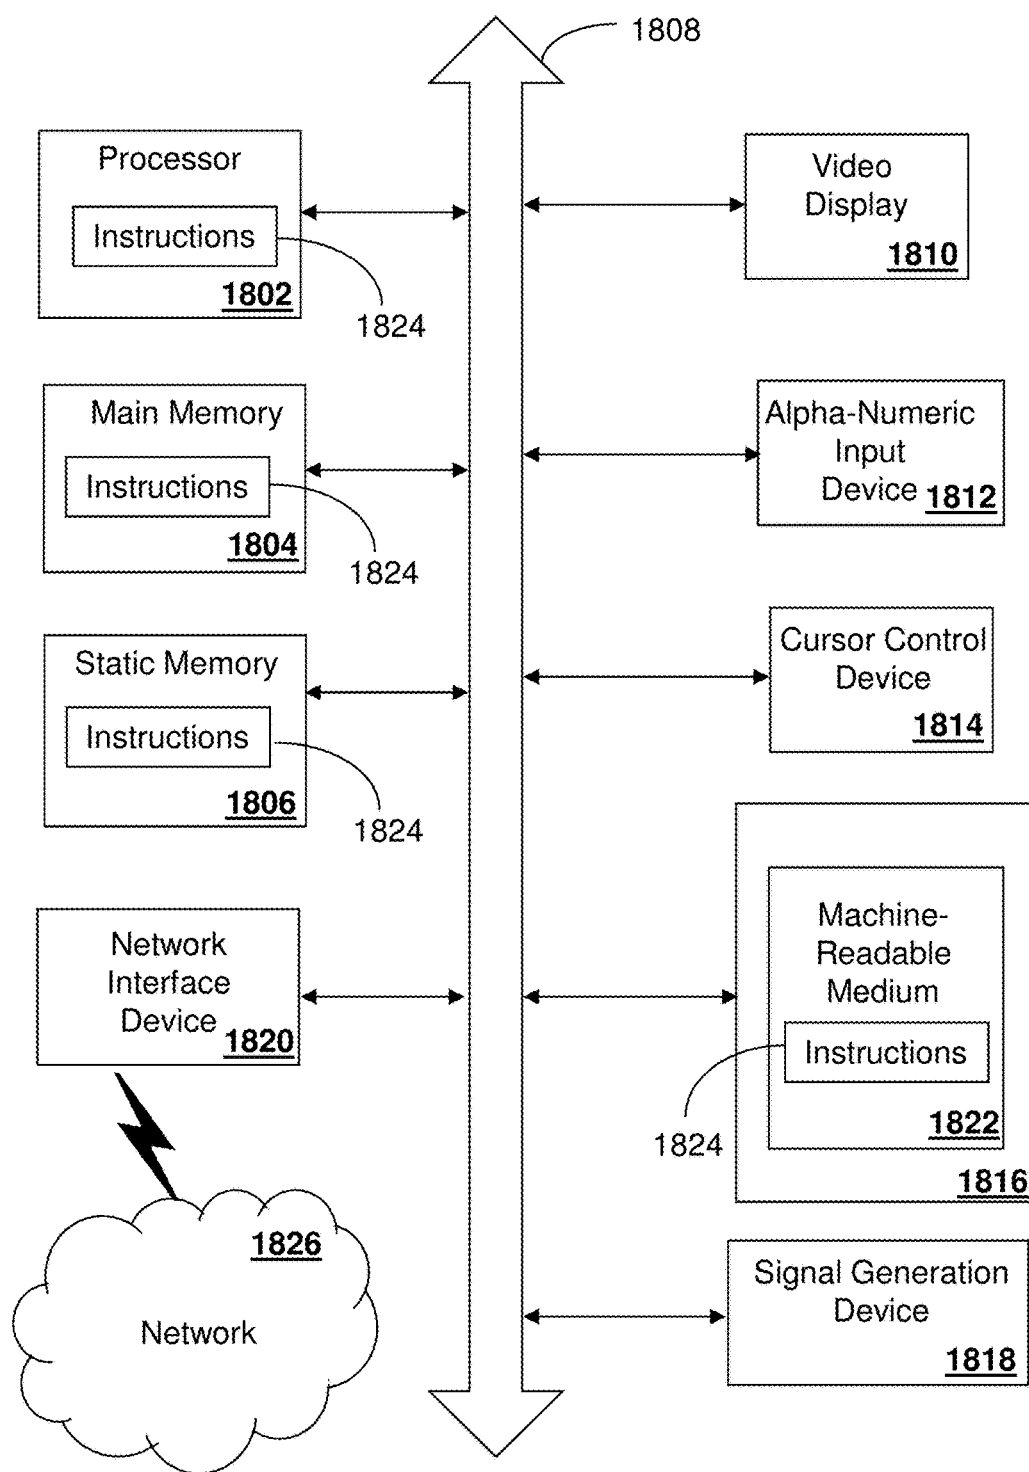 1808
Processor
Instructions
1802
1824
Main Memory
Instructions
1804
1824
Static Memory
Instructions
1806
1824
Network
Interface
Device
1820
1826
Network
Video
Display
1810
Alpha-Numeric
Input
Device
1812
Cursor Control
Device
1814
Machine-
Readable
Medium
Instructions
1822
1824
1816
Signal Generation
Device
1818